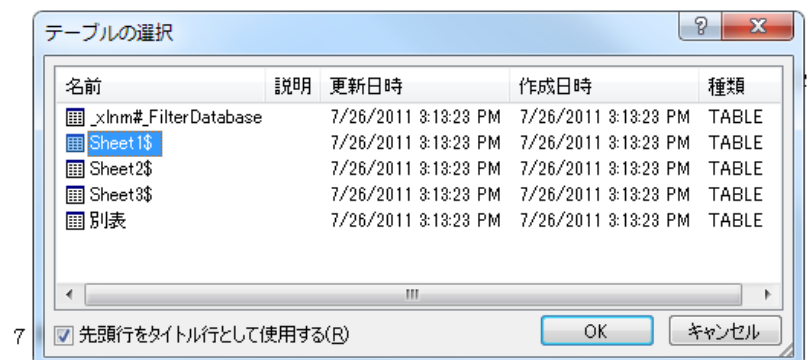 テーブルの選択
名前 説明 更新日時 作成日時 種類
_xlnm#_FilterDatabase 7/26/2011 3:13:23 PM 7/26/2011 3:13:23 PM TABLE
Sheet1$ 7/26/2011 3:13:23 PM 7/26/2011 3:13:23 PM TABLE
Sheet2$ 7/26/2011 3:13:23 PM 7/26/2011 3:13:23 PM TABLE
Sheet3$ 7/26/2011 3:13:23 PM 7/26/2011 3:13:23 PM TABLE
別表 7/26/2011 3:13:23 PM 7/26/2011 3:13:23 PM TABLE
7 先頭行をタイトル行として使用する(R) OK キャンセル